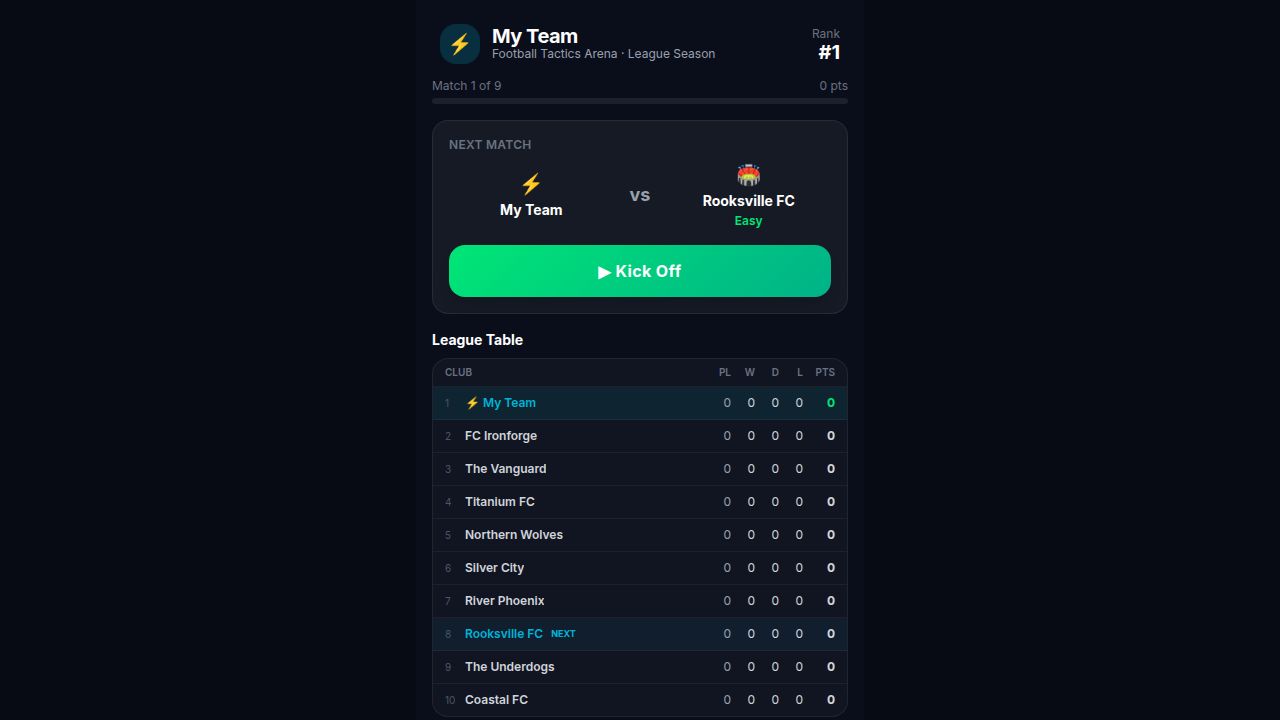 ⚡ My Team
Football Tactics Arena · League Season
Rank
#1
Match 1 of 9
0 pts
NEXT MATCH
⚡
My Team
vs
Rooksville FC
Easy
▶ Kick Off
League Table
CLUB PL W D L PTS
1 ⚡ My Team 0 0 0 0 0
2 FC Ironforge 0 0 0 0 0
3 The Vanguard 0 0 0 0 0
4 Titanium FC 0 0 0 0 0
5 Northern Wolves 0 0 0 0 0
6 Silver City 0 0 0 0 0
7 River Phoenix 0 0 0 0 0
8 Rooksville FC NEXT 0 0 0 0 0
9 The Underdogs 0 0 0 0 0
10 Coastal FC 0 0 0 0 0